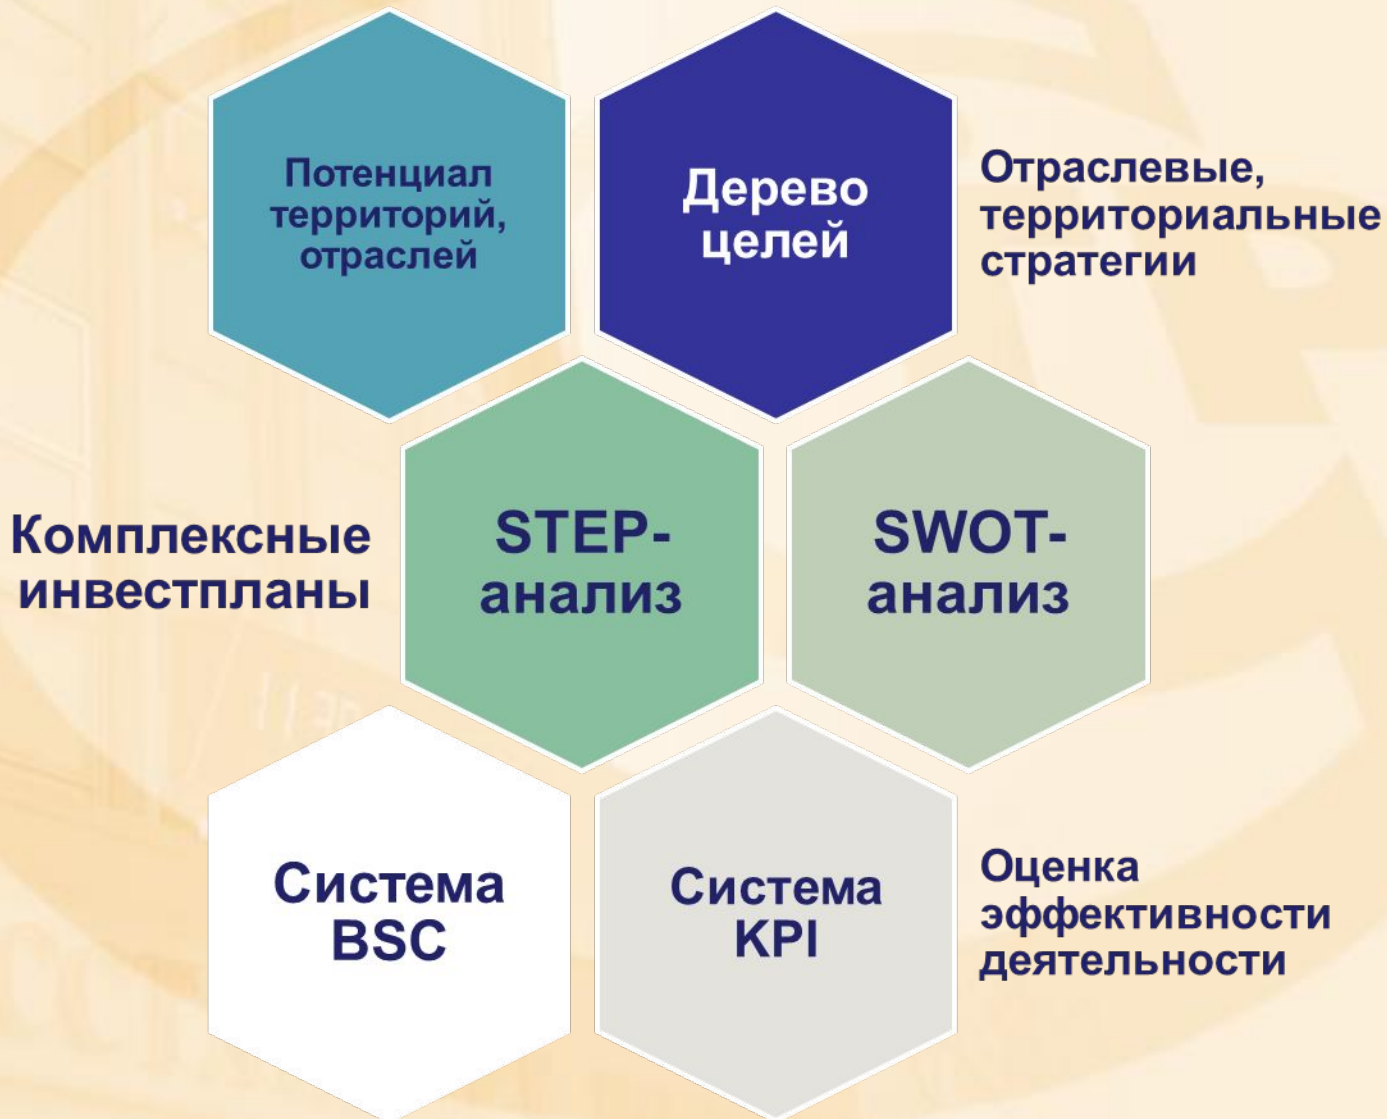 Потенциал
территорий,
отраслей
Дерево
целей
Отраслевые,
территориальные
стратегии
Комплексные
инвестпланы
STEP-
анализ
SWOT-
анализ
Система
BSC
Система
KPI
Оценка
эффективности
деятельности